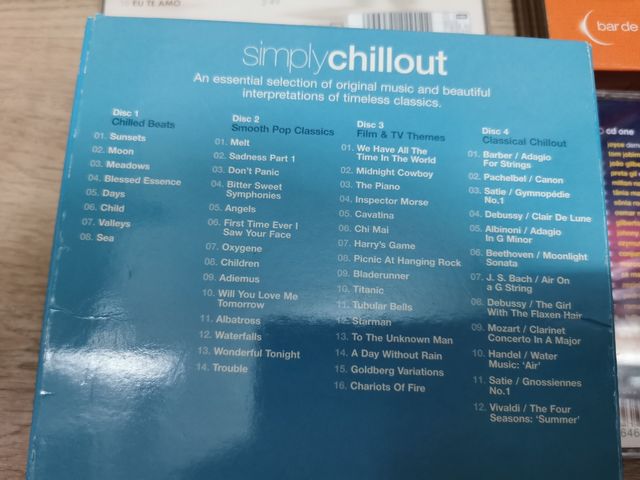 16 EU TE AMO
simplychillout
An essential selection of original music and beautiful
interpretations of timeless classics.
Disc 1
Chilled Beats
01. Sunsets
02. Moon
03. Meadows
04. Blessed Essence
05. Days
06. Child
07. Valleys
08. Sea
Disc 2
Smooth Pop Classics
01. Melt
02. Sadness Part 1
03. Don't Panic
04. Bitter Sweet
Symphonies
05. Angels
06. First Time Ever I
Saw Your Face
07. Oxygene
08. Children
09. Adiemus
10. Will You Love Me
Tomorrow
11. Albatross
12. Waterfalls
13. Wonderful Tonight
14. Trouble
Disc 3
Film & TV Themes
01. We Have All The
Time In The World
02. Midnight Cowboy
03. The Piano
04. Inspector Morse
05. Cavatina
06. Chi Mai
07. Harry's Game
08. Picnic At Hanging Rock
09. Bladerunner
10. Titanic
11. Tubular Bells
12. Starman
13. To The Unknown Man
14. A Day Without Rain
15. Goldberg Variations
16. Chariots Of Fire
Disc 4
Classical Chillout
01. Barber / Adagio
For Strings
02. Pachelbel / Canon
03. Satie / Gymnopédie
No.1
04. Debussy / Clair De Lune
05. Albinoni / Adagio
In G Minor
06. Beethoven / Moonlight
Sonata
07. J. S. Bach / Air On
a G String
08. Debussy / The Girl
With The Flaxen Hair
09. Mozart / Clarinet
Concerto In A Major
10. Handel / Water
Music: 'Air'
11. Satie / Gnossiennes
No.1
12. Vivaldi / The Four
Seasons: 'Summer'
bar de
cd one